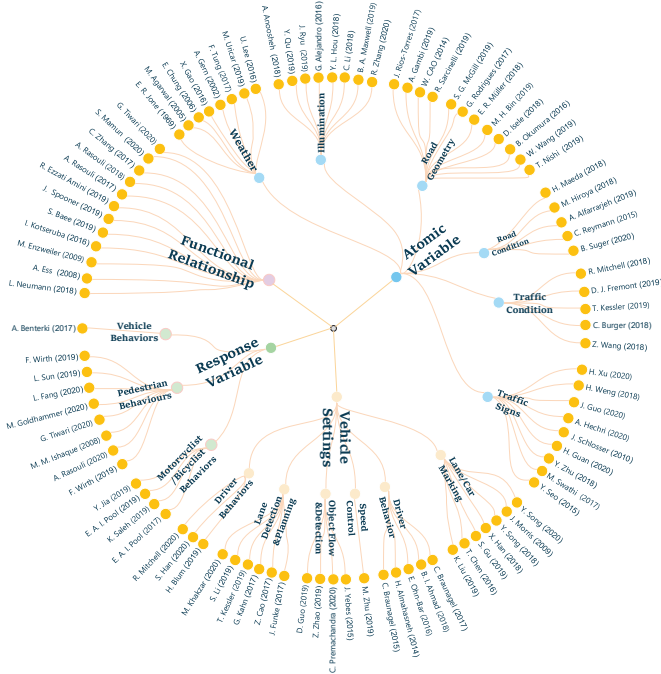 A. Anoosheh (2018)
Y. Qu (2019)
J. Ryu (2019)
G. Alejandro (2016)
Y. L. Hou (2018)
C. Li (2018)
B. A. Maxwell (2019)
R. Zhang (2020)
Illumination
J. Rios-Torres (2017)
A. Gambi (2019)
W. CAO (2014)
R. Sarcinelli (2019)
S. G. McGill (2019)
G. Rodrigues (2017)
E. R. Müller (2018)
M. H. Bin (2019)
D. Isele (2018)
B. Okumura (2016)
W. Wang (2019)
T. Nishi (2019)
Road
Geometry
Atomic
Variable
H. Maeda (2018)
M. Hiroya (2018)
A. Alfarrarjeh (2019)
C. Reymann (2015)
B. Suger (2020)
Road
Condition
R. Mitchell (2018)
D. J. Fremont (2019)
T. Kessler (2019)
C. Burger (2018)
Z. Wang (2018)
Traffic
Condition
H. Xu (2020)
H. Weng (2018)
J. Guo (2020)
A. Hechri (2020)
J. Schlosser (2010)
H. Guan (2020)
Y. Zhu (2018)
M. Swathi (2017)
Y. Seo (2015)
Traffic
Signs
Y. Song (2020)
J. Morris (2009)
Y. Song (2018)
X. Han (2018)
S. Gu (2019)
T. Chen (2016)
K. Liu (2019)
Lane/Car
Marking
C. Braunagel (2017)
B. I. Ahmad (2018)
E. Ohn-Bar (2016)
H. Almahasneh (2014)
C. Braunagel (2015)
Driver
Behavior
M. Zhu (2019)
Speed
Control
J. Yebes (2015)
C. Premachandra (2020)
Z. Zhao (2019)
D. Guo (2019)
Object Flow
&Detection
Vehicle
Settings
J. Funke (2017)
Z. Cao (2017)
G. Kahn (2017)
T. Kessler (2019)
S. Li (2019)
M. Khakzar (2020)
Lane
Detection
&Planning
H. Blum (2019)
S. Han (2020)
R. Mitchell (2020)
Driver
Behaviors
E. A. I. Pool (2017)
K. Saleh (2019)
E. A. I. Pool (2019)
Y. Jia (2019)
Motorcyclist
/Bicyclist
Behaviors
F. Wirth (2019)
A. Rasouli (2020)
M. M. Ishaque (2008)
G. Tiwari (2020)
M. Goldhammer (2020)
L. Fang (2020)
L. Sun (2019)
F. Wirth (2019)
Pedestrian
Behaviours
A. Benterki (2017)
Vehicle
Behaviors
Response
Variable
L. Neumann (2018)
A. Ess (2008)
M. Enzweiler (2009)
I. Kotseruba (2016)
S. Baee (2019)
J. Spooner (2019)
R. Ezzati Amini (2019)
A. Rasouli (2017)
A. Rasouli (2018)
C. Zhang (2017)
S. Mamun (2020)
G. Tiwari (2020)
Functional
Relationship
E. R. Jone (1969)
M. Agarwal (2005)
E. Chung (2006)
X. Gao (2016)
A. Gern (2002)
F. Tung (2017)
M. Uricar (2019)
U. Lee (2016)
Weather